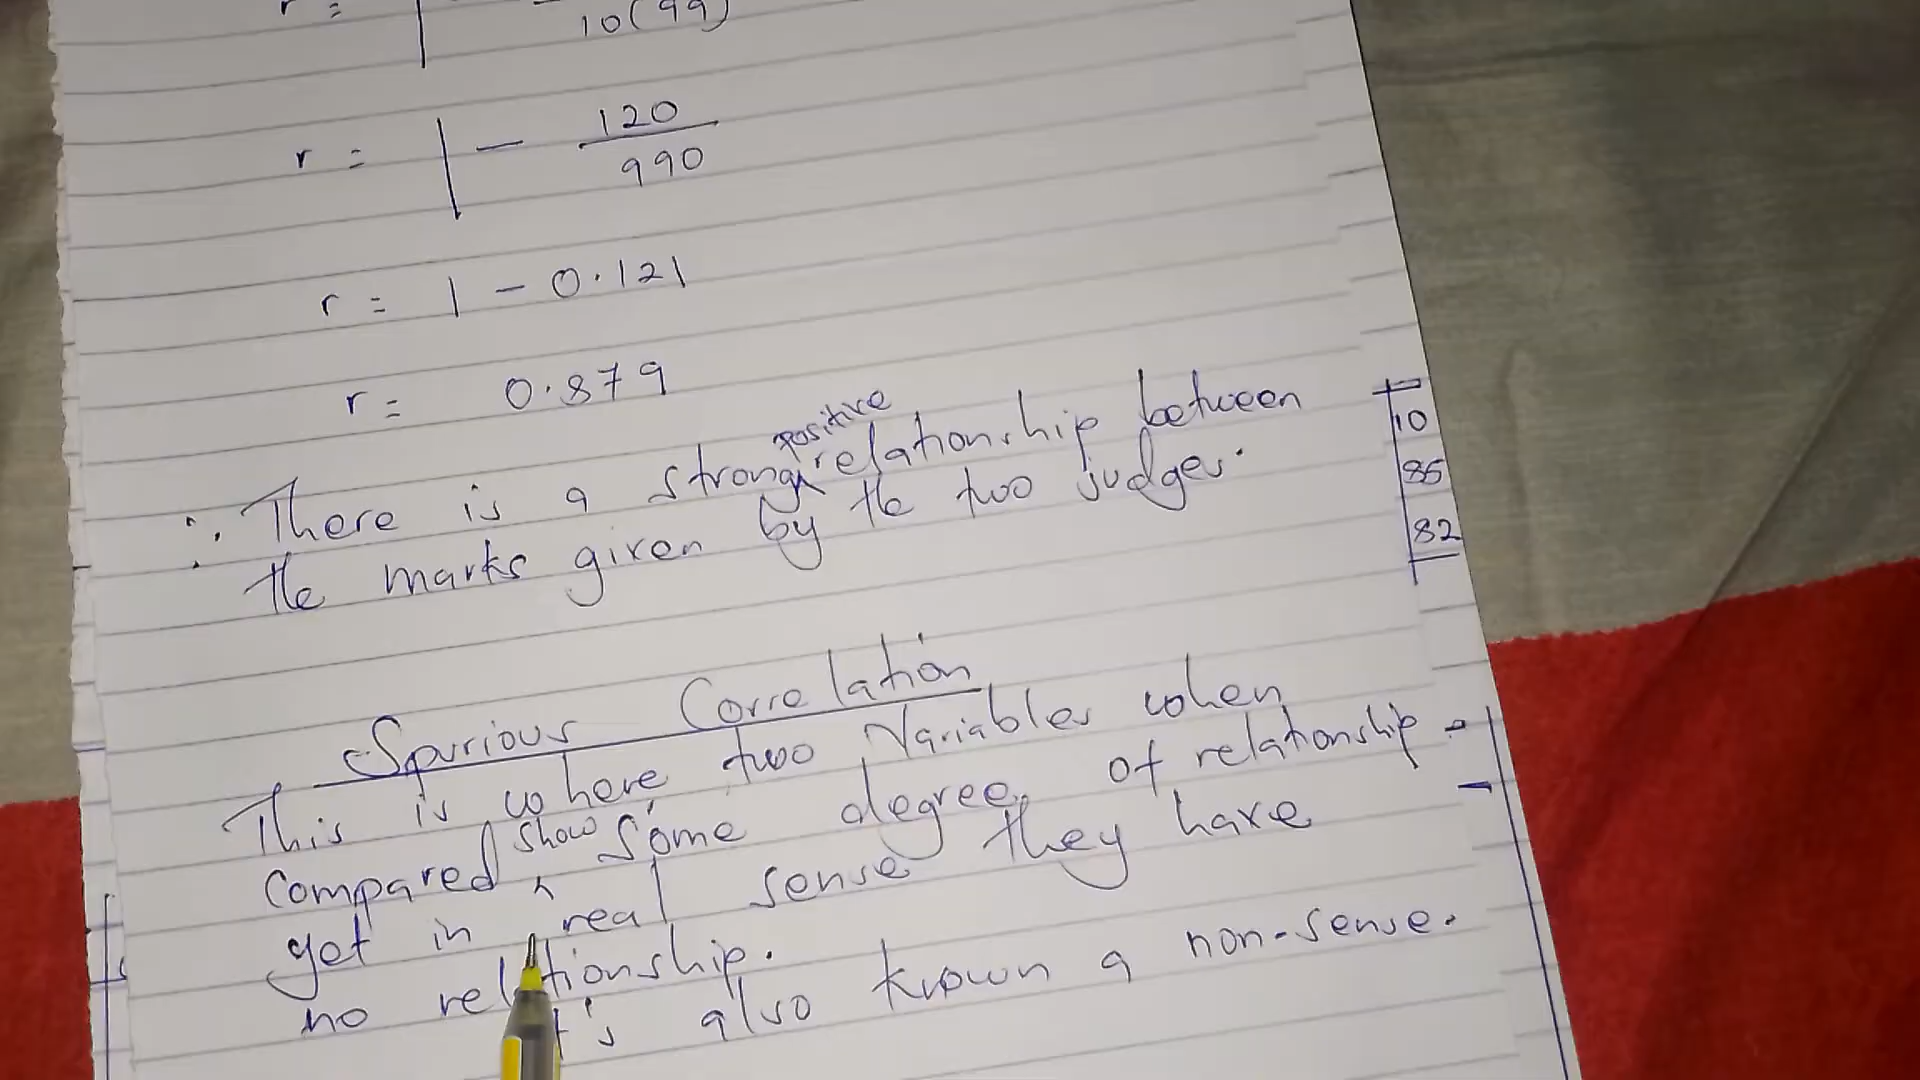 r = 1
10(99)
r = 1 - 120/990
r = 1 - 0.121
r = 0.879
positive
∴ There is a strong relationship between
the marks given by the two judges.
10
85
82
Spurious Correlation
This is where two Variables when
compared show some degree of relationship -
yet in real sense they have
no relationship.
It's also known a non-sense.